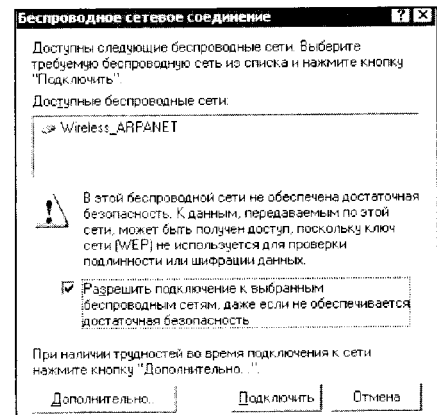 Беспроводное сетевое соединение
Доступны следующие беспроводные сети. Выберите
требуемую беспроводную сеть из списка и нажмите кнопку
"Подключить".
Доступные беспроводные сети:
Wireless_ARPANET
В этой беспроводной сети не обеспечена достаточная
безопасность. К данным, передаваемым по этой
сети, может быть получен доступ, поскольку ключ
сети (WEP) не используется для проверки
подлинности или шифрации данных.
Разрешить подключение к выбранным
беспроводным сетям, даже если не обеспечивается
достаточная безопасность
При наличии трудностей во время подключения к сети
нажмите кнопку "Дополнительно...".
Дополнительно...
Подключить
Отмена